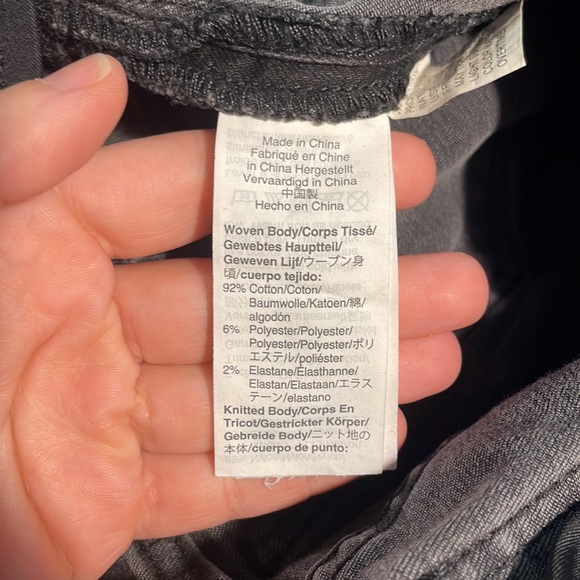 Made in China
Fabriqué en Chine
in China Hergestellt
Vervaardigd in China
中国製
Hecho en China
Woven Body/Corps Tissé/
Gewebtes Hauptteil/
Geweven Lijf/ウーブン身
頃/cuerpo tejido:
92% Cotton/Coton/
Baumwolle/Katoen/綿/
algodón
6% Polyester/Polyester/
Polyester/Polyester/ポリ
エステル/poliéster
2% Elastane/Elasthanne/
Elastan/Elastaan/エラス
テーン/elastano
Knitted Body/Corps En
Tricot/Gestrickter Körper/
Gebreide Body/ニット地の
本体/cuerpo de punto: